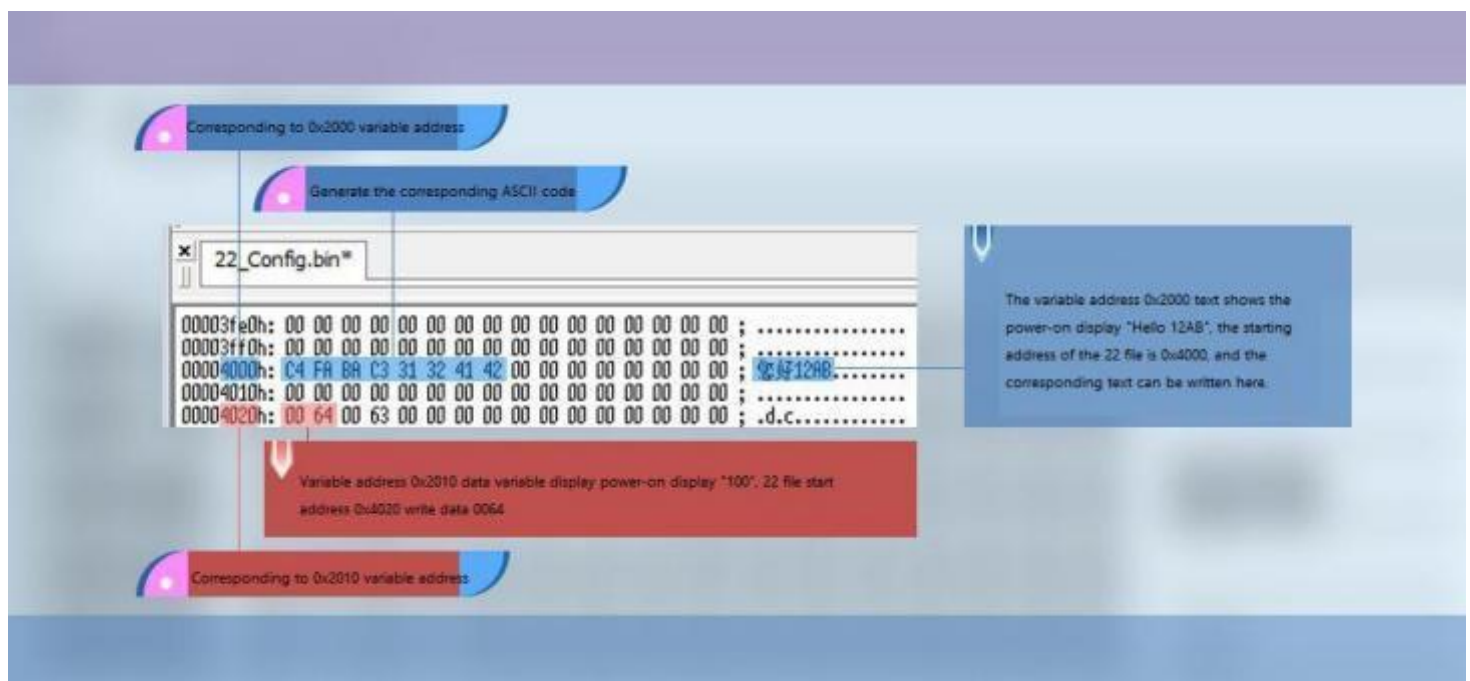 Corresponding to 0x2000 variable address
Generate the corresponding ASCII code
22_Config.bin*
00003fe0h: 00 00 00 00 00 00 00 00 00 00 00 00 00 00 00 00 ; ................
00003ff0h: 00 00 00 00 00 00 00 00 00 00 00 00 00 00 00 00 ; ................
00004000h: C4 FA BA C3 31 32 41 42 00 00 00 00 00 00 00 00 ; 您好12AB........
00004010h: 00 00 00 00 00 00 00 00 00 00 00 00 00 00 00 00 ; ................
00004020h: 00 64 00 63 00 00 00 00 00 00 00 00 00 00 00 00 ; .d.c............
The variable address 0x2000 text shows the
power-on display "Hello 12AB", the starting
address of the 22 file is 0x4000, and the
corresponding text can be written here.
Variable address 0x2010 data variable display power-on display "100", 22 file start
address 0x4020 write data 0064
Corresponding to 0x2010 variable address